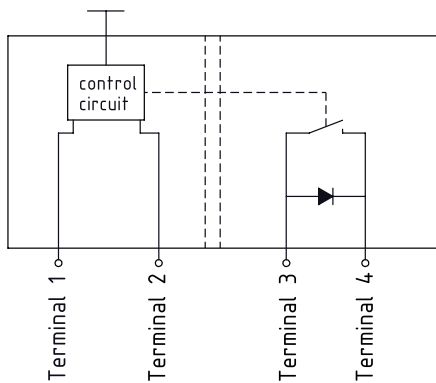 control
circuit
Terminal 1
Terminal 2
Terminal 3
Terminal 4